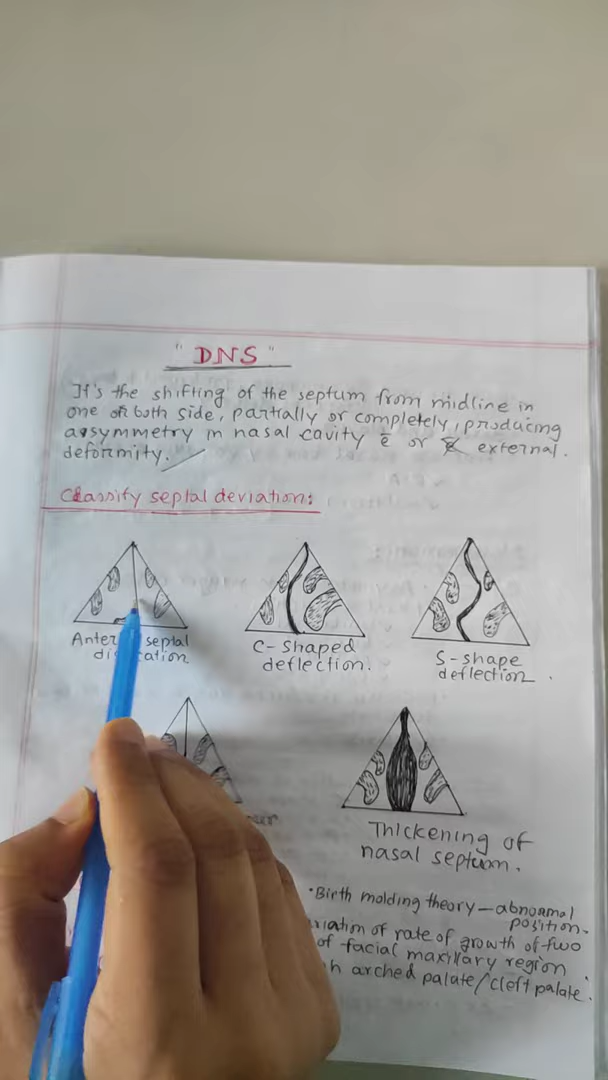 "DNS"
It's the shifting of the septum from midline in
one or both side, partially or completely, producing
assymmetry in nasal cavity c̄ or external
deformity.
Classify septal deviation:
septal
C-shaped
deflection.
S-shape
deflection.
Thickening of
nasal septum.
• Birth molding theory — abnormal
position.
of rate of growth of two
of facial maxillary region
arched palate/cleft palate.